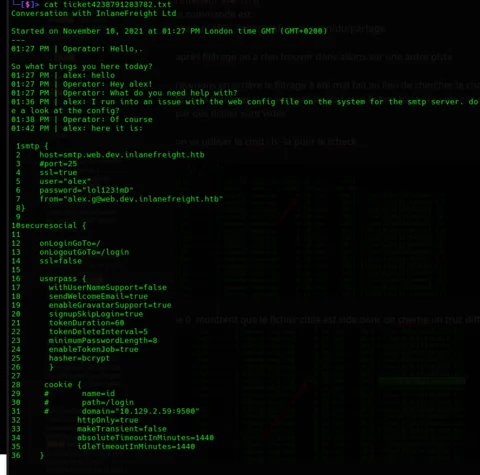 └─[$]> cat ticket4238791283782.txt
Conversation with InlaneFreight Ltd

Started on November 10, 2021 at 01:27 PM London time GMT (GMT+0200)
---
01:27 PM | Operator: Hello,.

So what brings you here today?
01:27 PM | alex: hello
01:27 PM | Operator: Hey alex!
01:27 PM | Operator: What do you need help with?
01:36 PM | alex: I run into an issue with the web config file on the system for the smtp server. do
e a look at the config?
01:38 PM | Operator: Of course
01:42 PM | alex: here it is:

1smtp {
2 host=smtp.web.dev.inlanefreight.htb
3 #port=25
4 ssl=true
5 user="alex"
6 password="lol123!mD"
7 from="alex.g@web.dev.inlanefreight.htb"
8}
9
10securesocial {
11
12 onLoginGoTo=/
13 onLogoutGoTo=/login
14 ssl=false
15
16 userpass {
17 withUserNameSupport=false
18 sendWelcomeEmail=true
19 enableGravatarSupport=true
20 signupSkipLogin=true
21 tokenDuration=60
22 tokenDeleteInterval=5
23 minimumPasswordLength=8
24 enableTokenJob=true
25 hasher=bcrypt
26 }
27
28 cookie {
29 # name=id
30 # path=/login
31 # domain="10.129.2.59:9500"
32 httpOnly=true
33 makeTransient=false
34 absoluteTimeoutInMinutes=1440
35 idleTimeoutInMinutes=1440
36 }